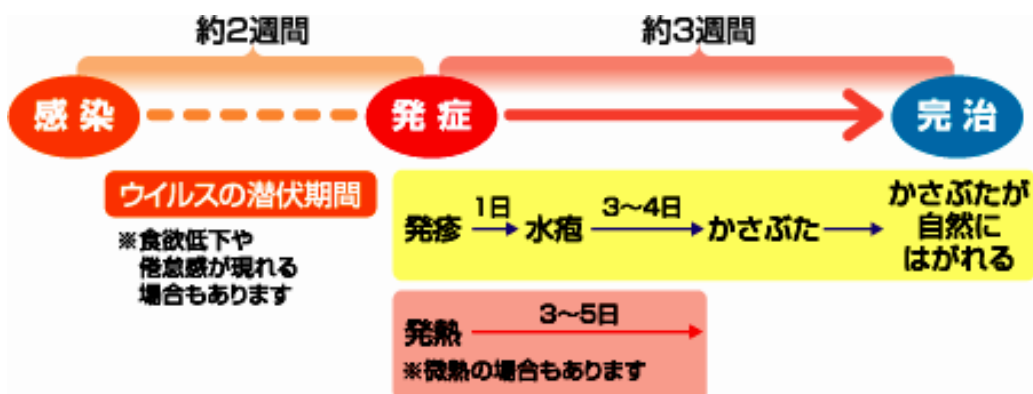 約2週間
約3週間
感染
発症
完治
ウイルスの潜伏期間
※食欲低下や
倦怠感が現れる
場合もあります
発疹
1日
水疱
3〜4日
かさぶた
かさぶたが
自然に
はがれる
発熱
3〜5日
※微熱の場合もあります